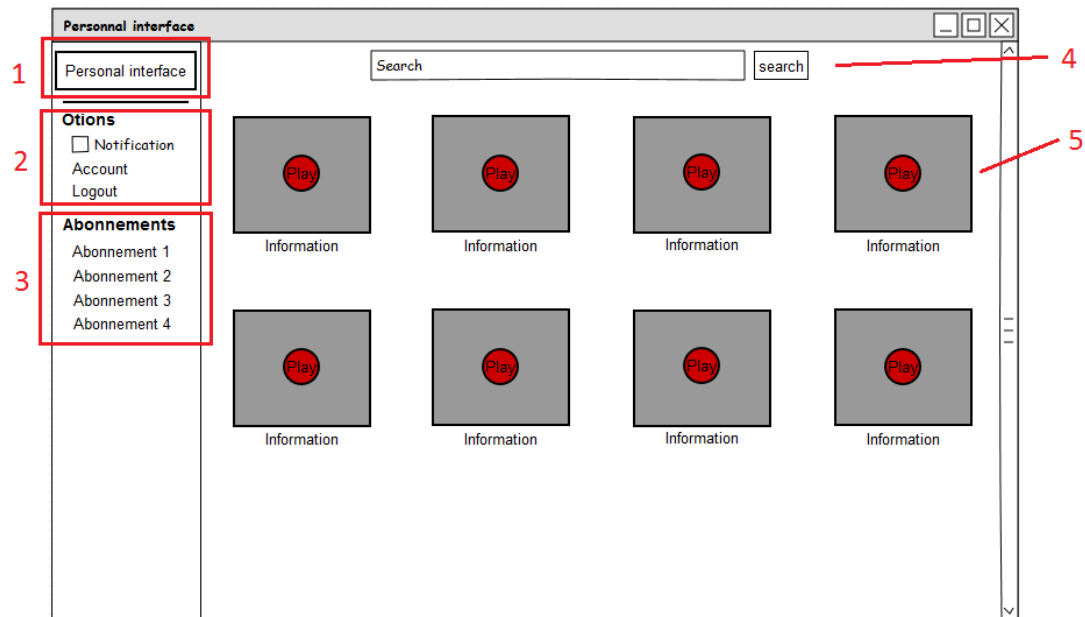 Personnal interface
1
Personal interface
Search
search
4
2
Otions
Notification
Account
Logout
3
Abonnements
Abonnement 1
Abonnement 2
Abonnement 3
Abonnement 4
Play
Play
Play
Play
5
Information
Information
Information
Information
Play
Play
Play
Play
Information
Information
Information
Information